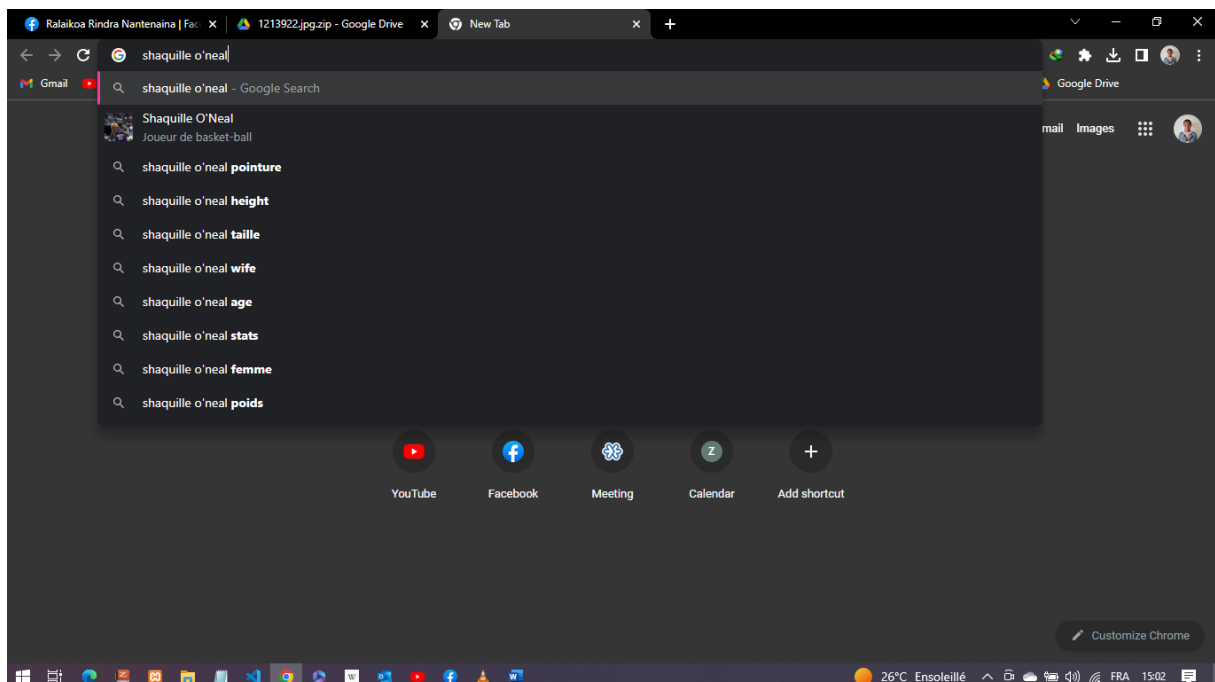 Ralaikoa Rindra Nantenaina | Fac
1213922.jpg.zip - Google Drive
New Tab
shaquille o'neal
Gmail
Google Drive
shaquille o'neal - Google Search
Shaquille O'Neal
Joueur de basket-ball
mail Images
shaquille o'neal pointure
shaquille o'neal height
shaquille o'neal taille
shaquille o'neal wife
shaquille o'neal age
shaquille o'neal stats
shaquille o'neal femme
shaquille o'neal poids
Z
YouTube Facebook Meeting Calendar Add shortcut
Customize Chrome
26°C Ensoleillé FRA 15:02